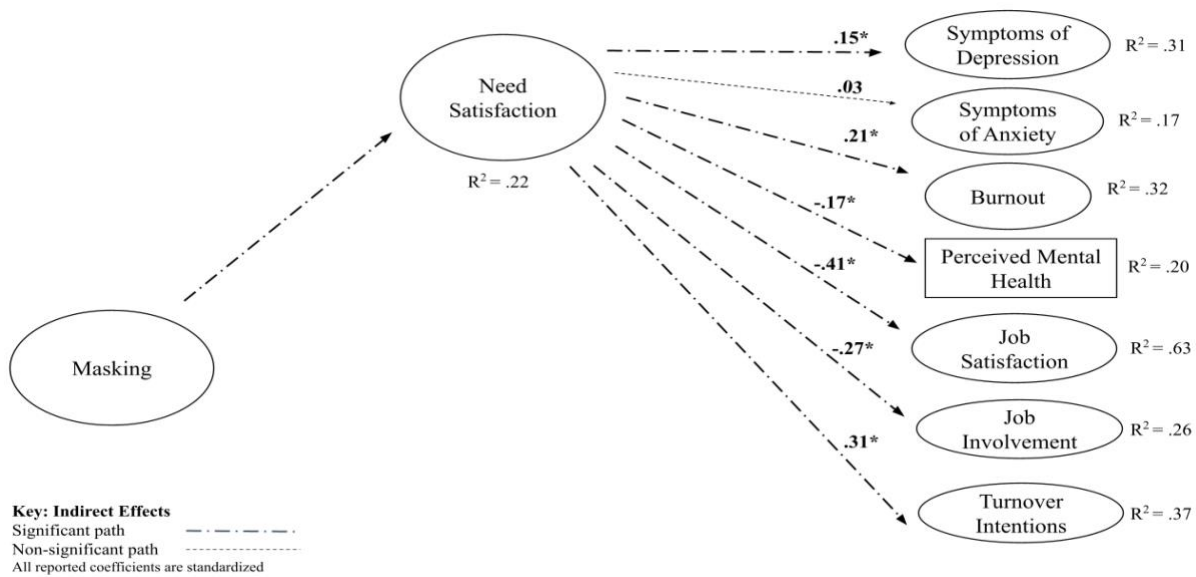 .15*
Symptoms of
Depression
R² = .31
Need
Satisfaction
R² = .22
.03
Symptoms
of Anxiety
R² = .17
.21*
Burnout
R² = .32
-.17*
Perceived Mental
Health
R² = .20
-.41*
Job
Satisfaction
R² = .63
Masking
-.27*
Job
Involvement
R² = .26
.31*
Turnover
Intentions
R² = .37
Key: Indirect Effects
Significant path
Non-significant path
All reported coefficients are standardized